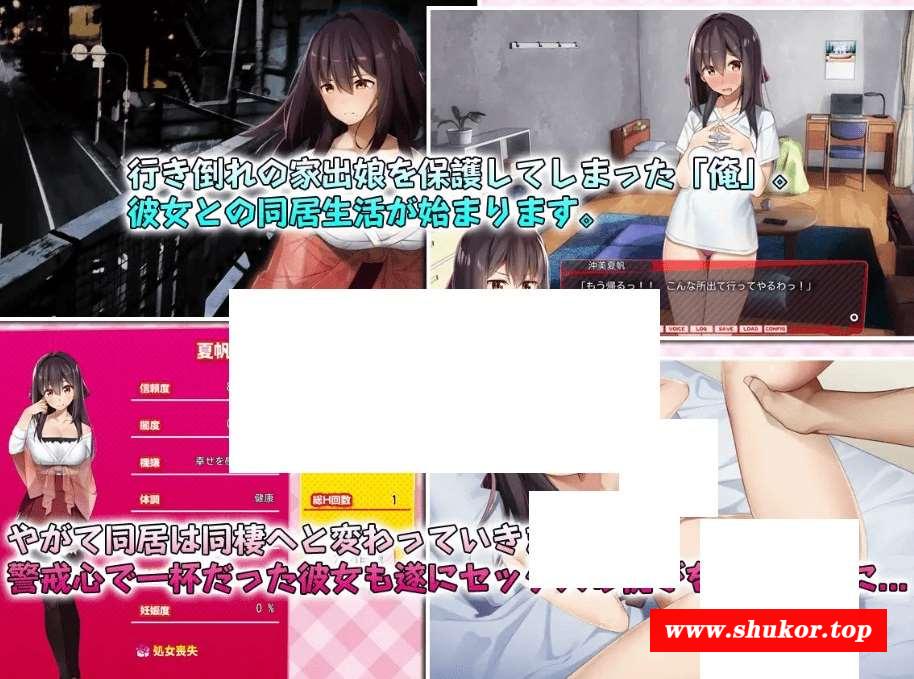 行き倒れの家出娘を保護してしまった「俺」。
彼女との同居生活が始まります。
沖美夏帆
「もう帰るっ!! こんな所出て行ってやるわっ!」
VOICE LOG SAVE LOAD CONFIG
夏帆
信頼度
機嫌 幸せを
体調 健康
総H回数 1
やがて同居は同棲へと変わっていきま
警戒心で一杯だった彼女も遂にセッ
妊娠度 0 %
処女喪失
www.shukor.top